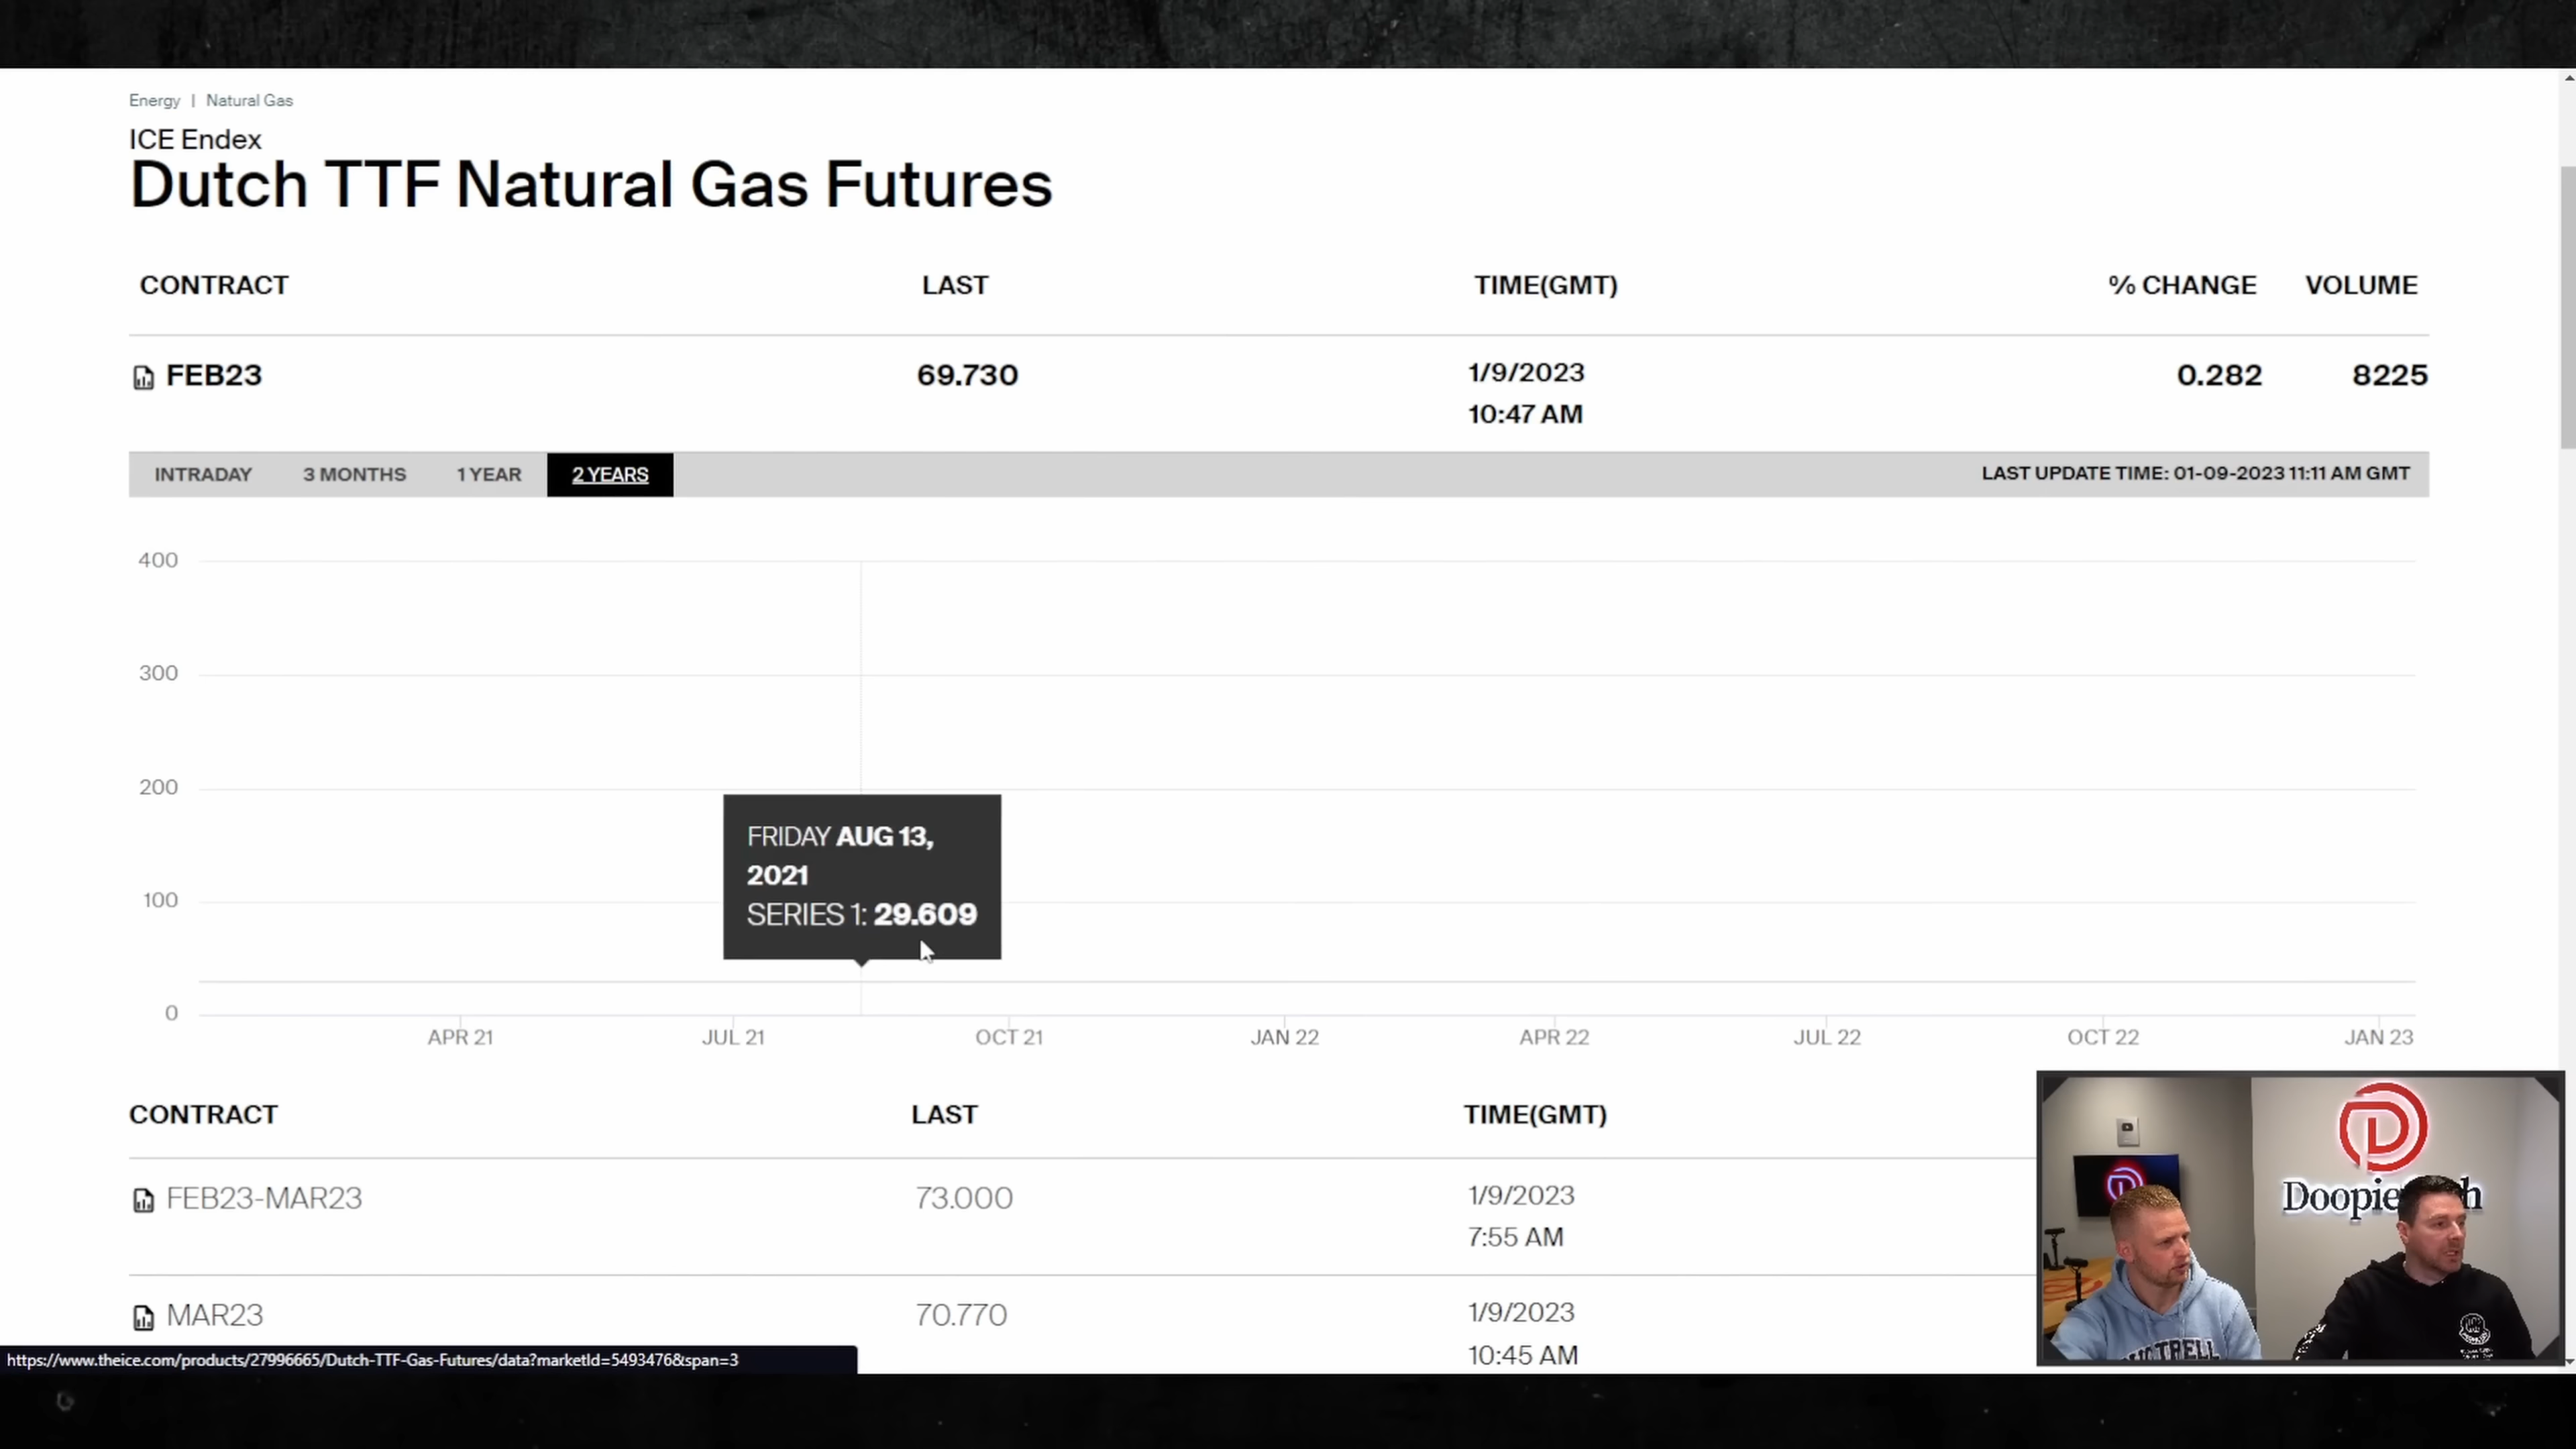 Energy | Natural Gas
ICE Endex
Dutch TTF Natural Gas Futures
CONTRACT LAST TIME(GMT) % CHANGE VOLUME
FEB23 69.730 1/9/2023 0.282 8225
10:47 AM
INTRADAY 3 MONTHS 1 YEAR 2 YEARS LAST UPDATE TIME: 01-09-2023 11:11 AM GMT
400
300
200
FRIDAY AUG 13,
2021
SERIES 1: 29.609
100
0
APR 21 JUL 21 OCT 21 JAN 22 APR 22 JUL 22 OCT 22 JAN 23
CONTRACT LAST TIME(GMT)
FEB23-MAR23 73.000 1/9/2023
7:55 AM
MAR23 70.770 1/9/2023
10:45 AM
https://www.theice.com/products/27996665/Dutch-TTF-Gas-Futures/data?marketId=5493476&span=3